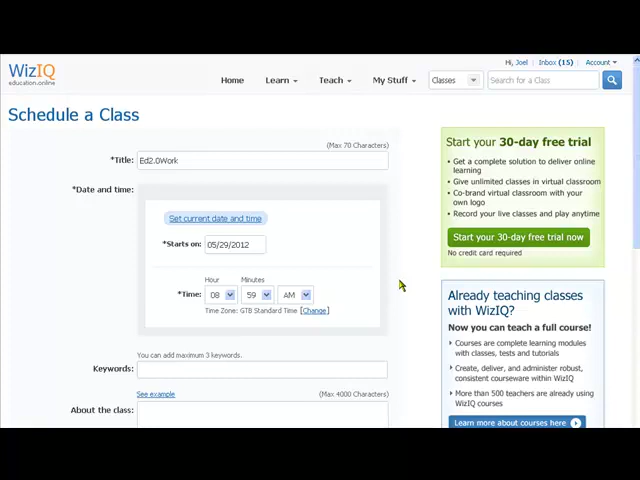 Hi, Joel Inbox (15) Account
WizIQ
education.online
Home Learn Teach My Stuff Classes Search for a Class
Schedule a Class
(Max 70 Characters)
*Title: Ed2.0Work
*Date and time:
Set current date and time
*Starts on: 05/29/2012
Hour Minutes
*Time: 08 59 AM
Time Zone: GTB Standard Time [Change]
You can add maximum 3 keywords.
Keywords:
See example (Max 4000 Characters)
About the class:
Start your 30-day free trial
• Get a complete solution to deliver online
learning
• Give unlimited classes in virtual classroom
• Co-brand virtual classroom with your
own logo
• Record your live classes and play anytime
Start your 30-day free trial now
No credit card required
Already teaching classes
with WizIQ?
Now you can teach a full course!
Courses are complete learning modules
with classes, tests and tutorials
Create, deliver, and administer robust,
consistent courseware within WizIQ
More than 500 teachers are already using
WizIQ courses
Learn more about courses here